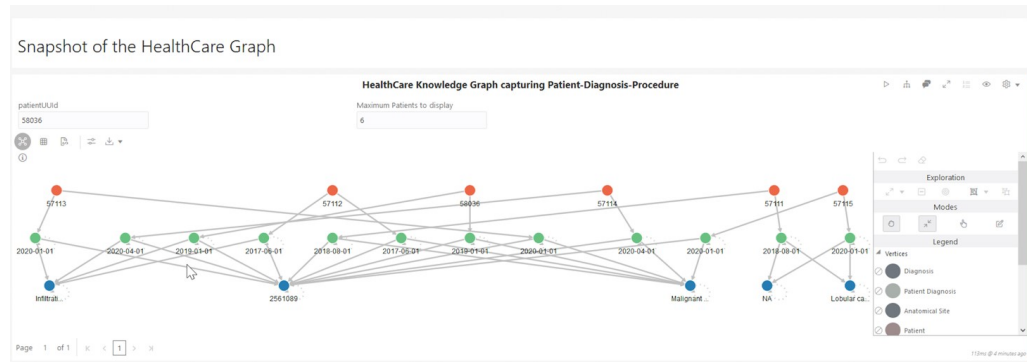 Snapshot of the HealthCare Graph
HealthCare Knowledge Graph capturing Patient-Diagnosis-Procedure
patientUUId
Maximum Patients to display
58036
6
57113
57112
58036
57114
57111
57115
2020-01-01
2020-04-01
2019-01-01
2017-06-01
2018-08-01
2017-06-01
2019-01-01
2020-01-01
2020-04-01
2020-01-01
2018-08-01
2020-01-01
Infiltrati..
2561089
Malignant ..
NA
Lobular ca...
Exploration
Modes
Legend
Vertices
Diagnosis
Patient Diagnosis
Anatomical Site
Patient
Page 1 of 1
1